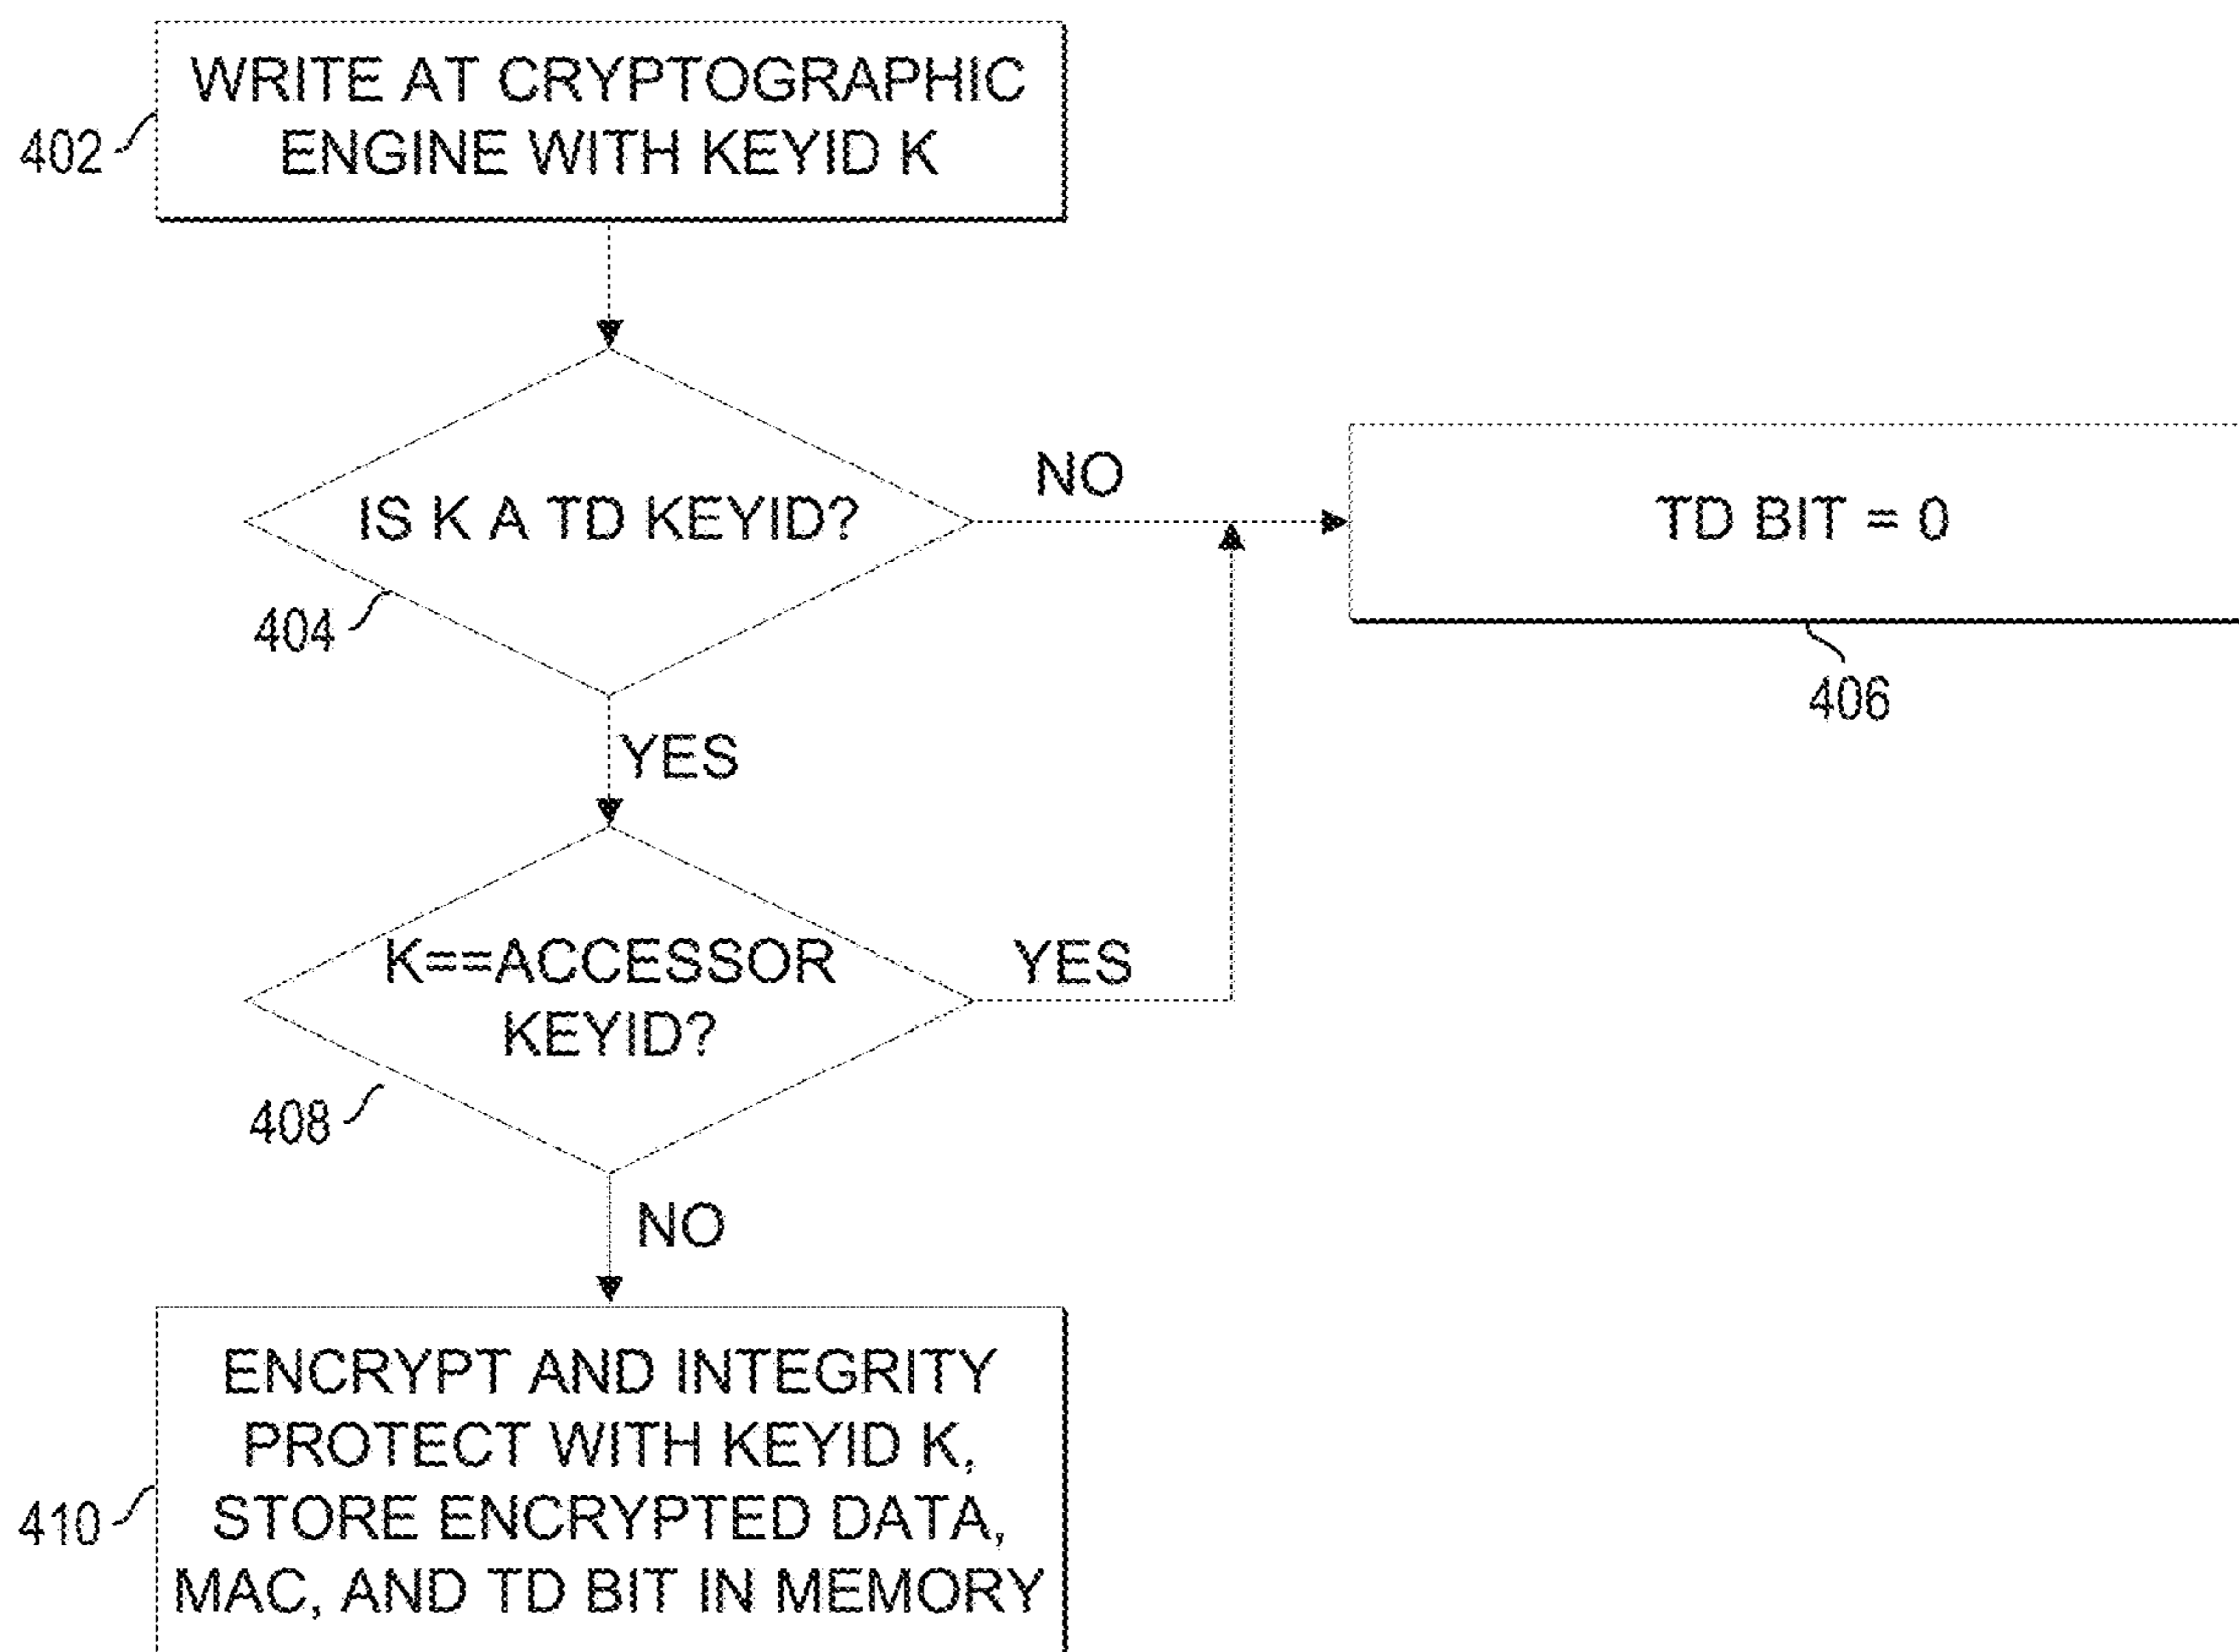 WRITE AT CRYPTOGRAPHIC
ENGINE WITH KEYID K
402
IS K A TD KEYID?
NO
TD BIT = 0
404
406
YES
K==ACCESSOR
KEYID?
YES
408
NO
ENCRYPT AND INTEGRITY
PROTECT WITH KEYID K,
STORE ENCRYPTED DATA,
MAC, AND TD BIT IN MEMORY
410